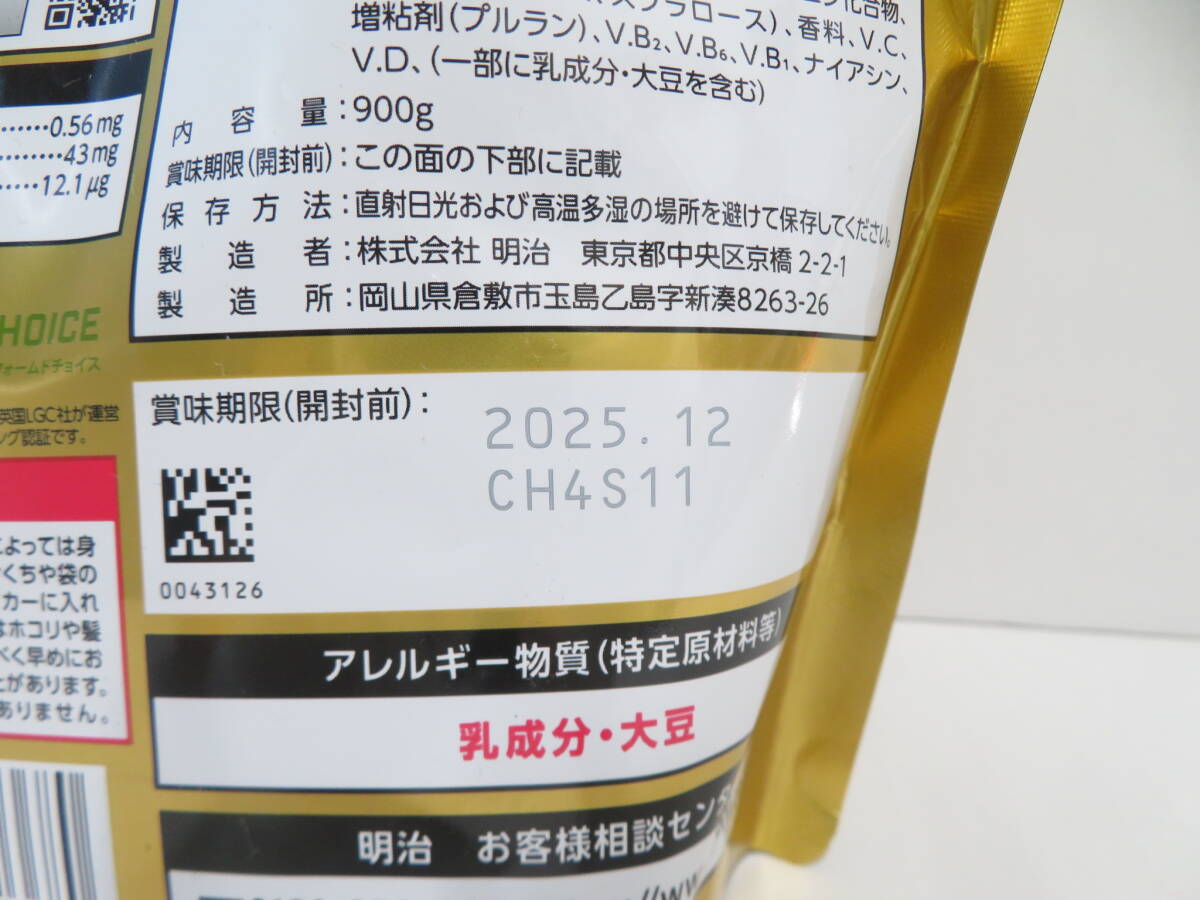 スクラロース)、香料、V.C、
増粘剤(プルラン)、V.B₂、V.B₆、V.B₁、ナイアシン、
V.D、(一部に乳成分・大豆を含む)
内容量:900g
賞味期限(開封前):この面の下部に記載
保存方法:直射日光および高温多湿の場所を避けて保存してください。
製造者:株式会社 明治 東京都中央区京橋2-2-1
製造所:岡山県倉敷市玉島乙島字新湊8263-26
0.56mg
43mg
12.1μg
HOICE
ォームドチョイス
英国LGC社が運営
ング認証です。
賞味期限(開封前):
2025.12
CH4S11
0043126
によっては身
くちや袋の
カーに入れ
はホコリや髪
べく早めにお
とがあります。
ありません。
アレルギー物質(特定原材料等)
乳成分・大豆
明治 お客様相談セン